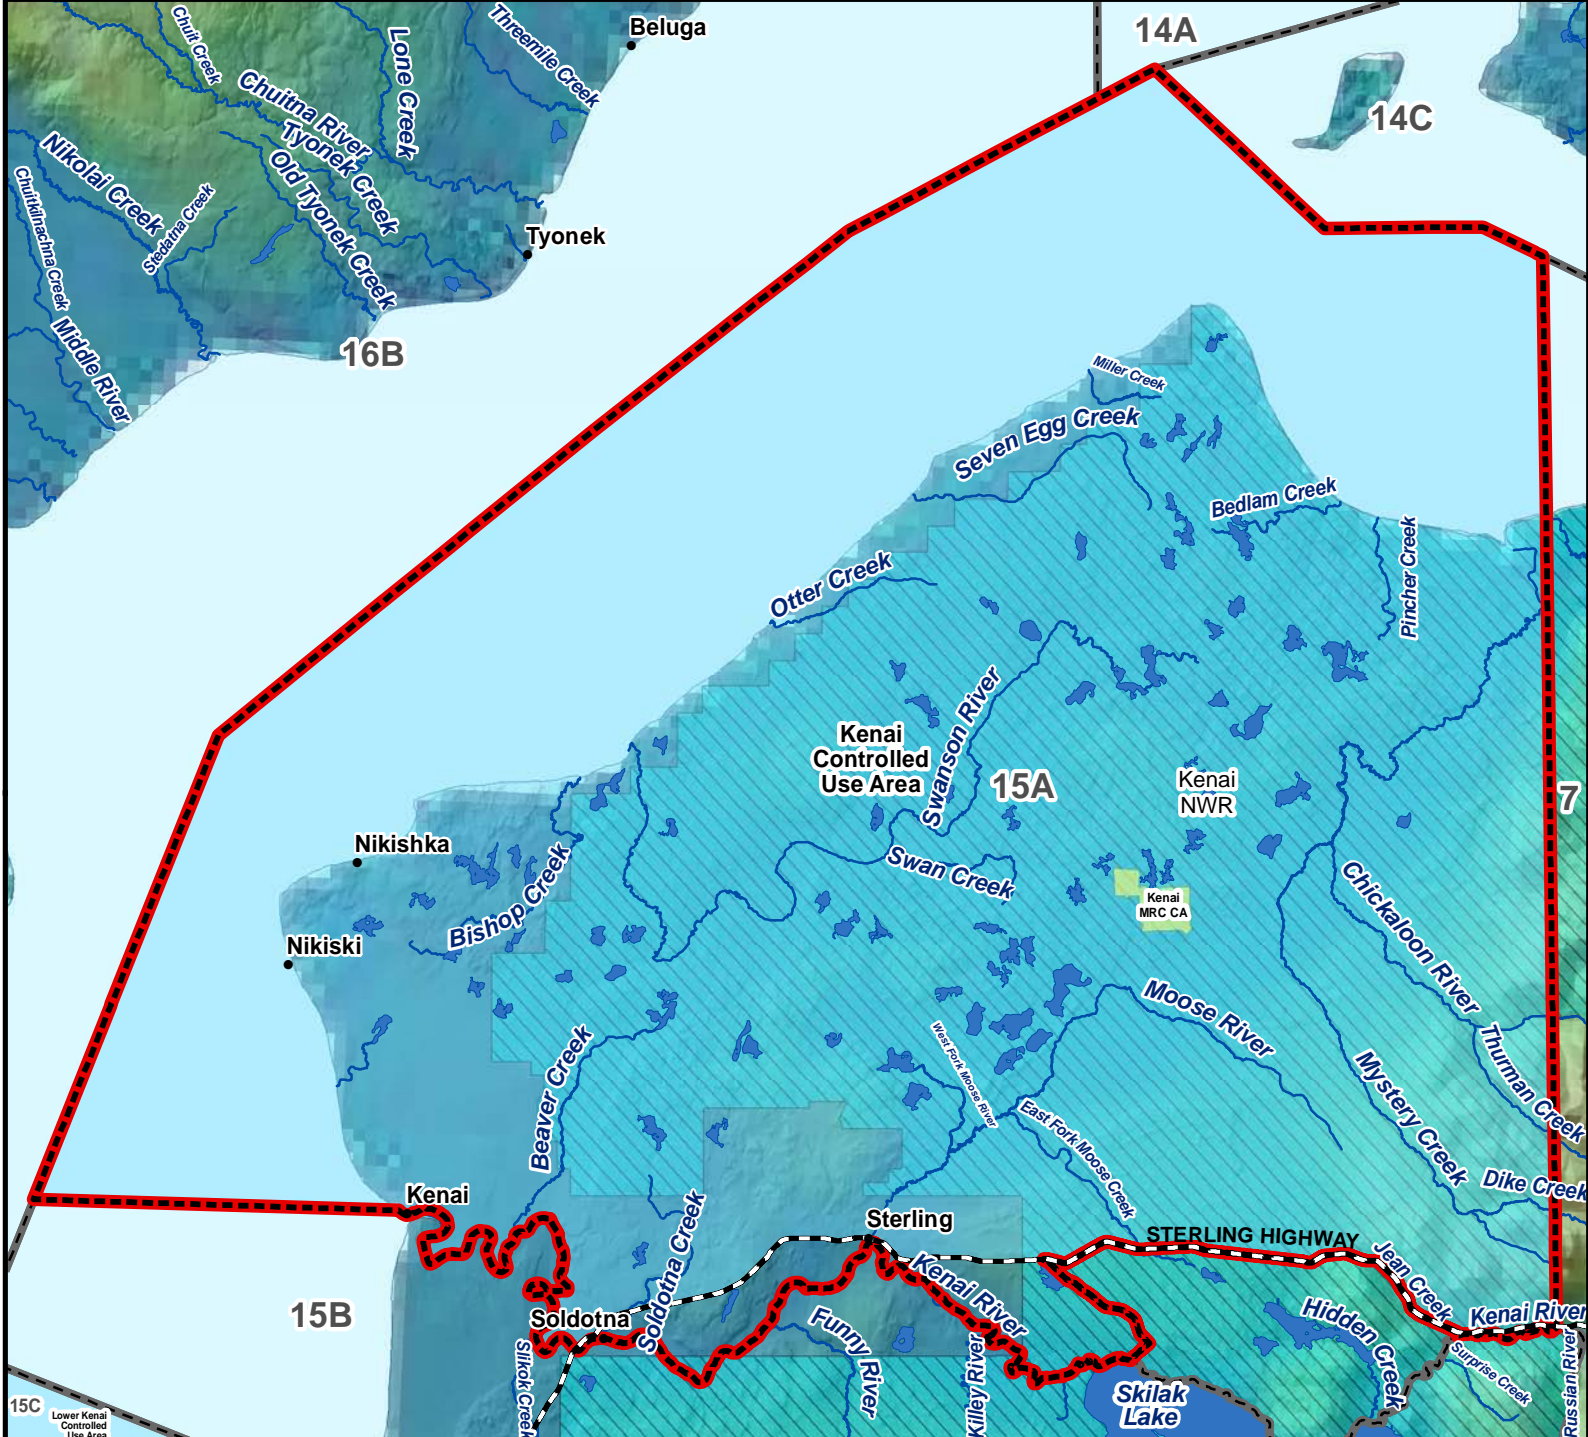 14A
Beluga
Chuit Creek
Lone Creek
Threemile Creek
Chuitna River
Tyonek Creek
Old Tyonek Creek
Nikolai Creek
Chuitkilnachna Creek
Stedatna Creek
14C
Tyonek
Middle River
16B
Miller Creek
Seven Egg Creek
Bedlam Creek
Pincher Creek
Otter Creek
Swanson River
Kenai
Controlled
Use Area
15A
Kenai
NWR
7
Nikishka
Bishop Creek
Swan Creek
Kenai
MRC CA
Chickaloon River
Nikiski
Moose River
Thurman Creek
Beaver Creek
West Fork Moose River
East Fork Moose Creek
Mystery Creek
Dike Creek
Kenai
Soldotna Creek
Sterling
STERLING HIGHWAY
Jean Creek
Kenai River
Kenai River
15B
Soldotna
Funny River
Hidden Creek
Slikok Creek
Killey River
Surprise Creek
Russian River
Skilak
Lake
15C
Lower Kenai
Controlled
Use Area